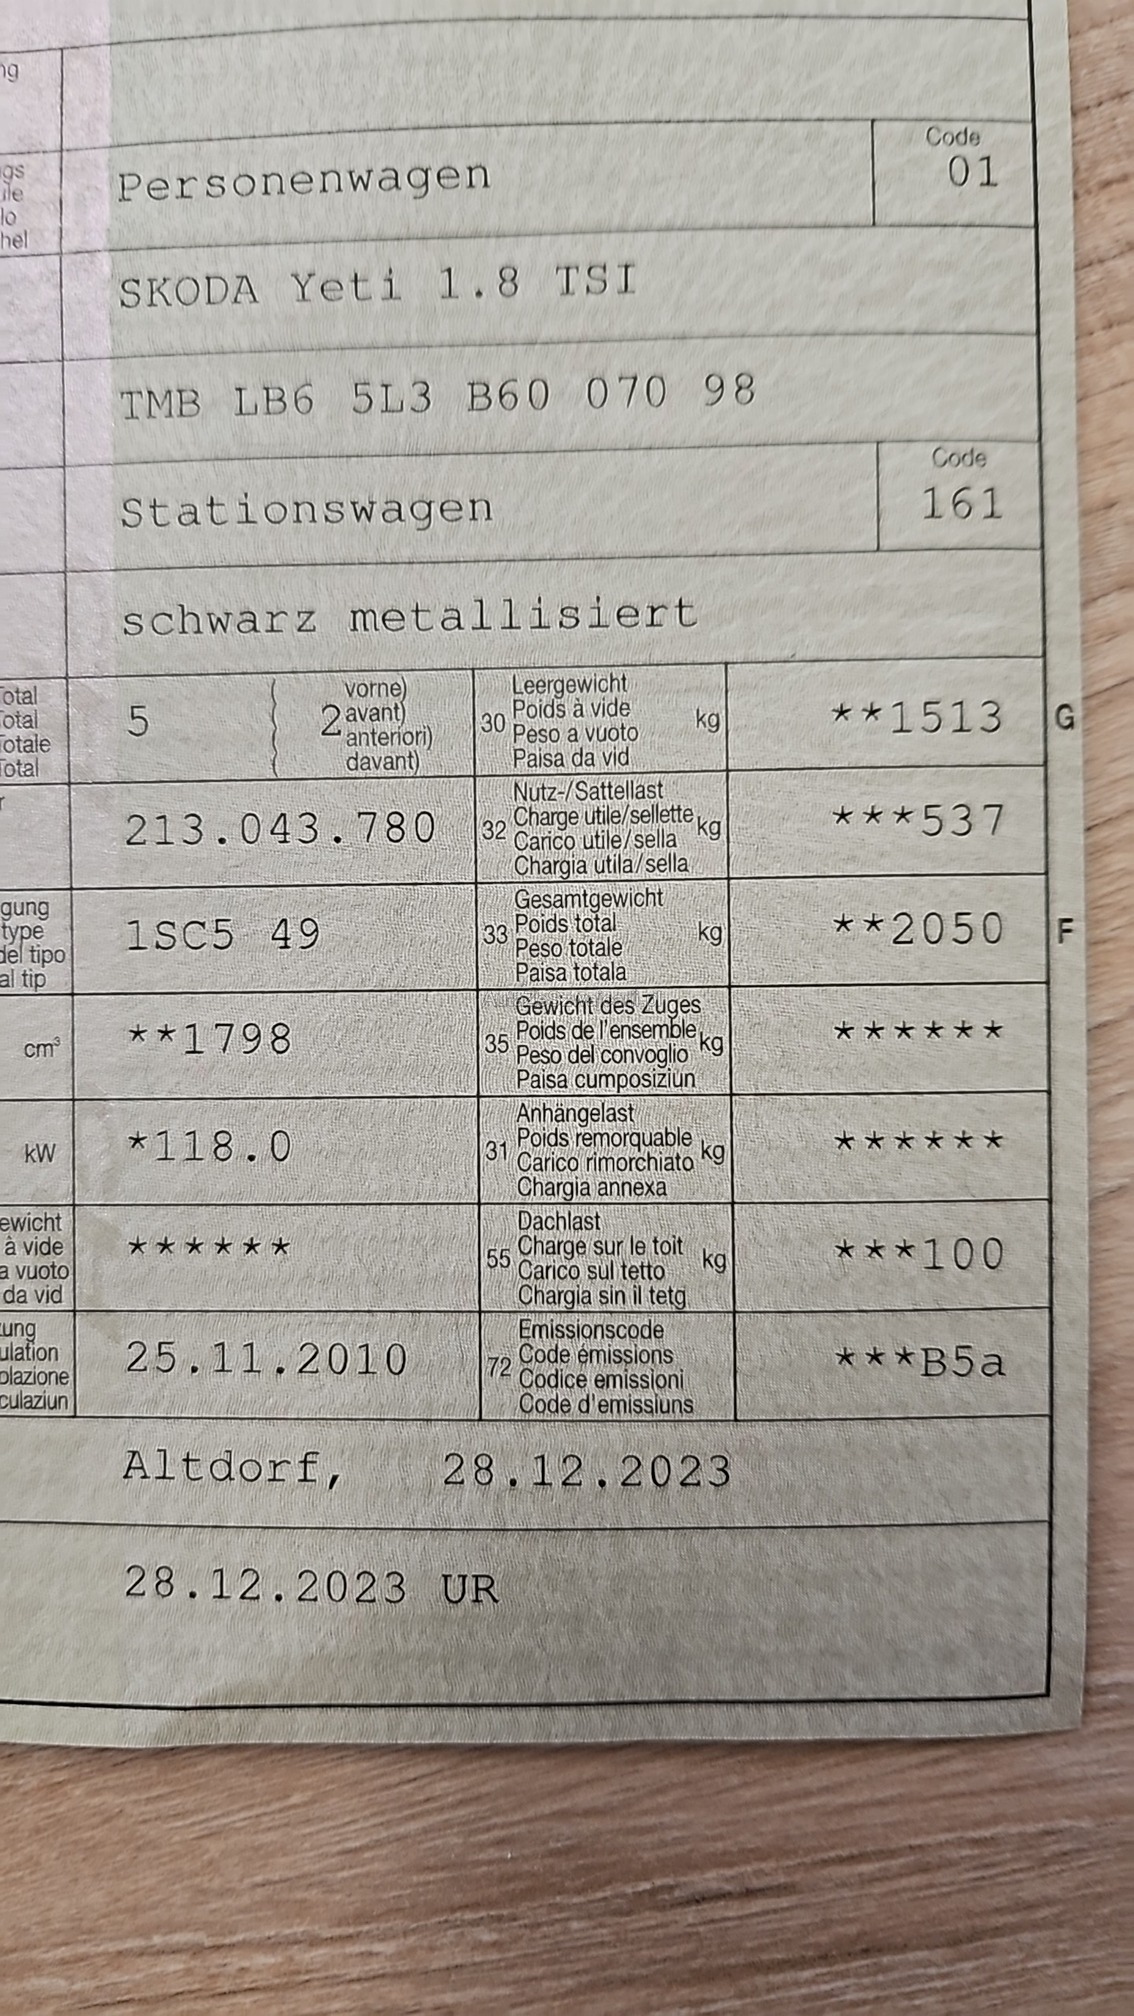 ng
Code
Personenwagen 01
gs
ile
lo
hel
SKODA Yeti 1.8 TSI
TMB LB6 5L3 B60 070 98
Code
Stationswagen 161
schwarz metallisiert
Total
Total
Totale
Total
5
2 vorne)
avant)
anteriori)
davant)
30 Leergewicht
Poids à vide
Peso a vuoto
Paisa da vid
kg
**1513 G
r
213.043.780
32 Nutz-/Sattellast
Charge utile/sellette
Carico utile/sella
Chargia utila/sella
kg
***537
gung
type
del tipo
al tip
1SC5 49
33 Gesamtgewicht
Poids total
Peso totale
Paisa totala
kg
**2050 F
cm³
**1798
35 Gewicht des Zuges
Poids de l'ensemble
Peso del convoglio
Paisa cumposiziun
kg
******
kW
*118.0
31 Anhängelast
Poids remorquable
Carico rimorchiato
Chargia annexa
kg
******
ewicht
à vide
a vuoto
da vid
******
55 Dachlast
Charge sur le toit
Carico sul tetto
Chargia sin il tetg
kg
***100
ung
ulation
olazione
culaziun
25.11.2010
72 Emissionscode
Code émissions
Codice emissioni
Code d'emissiuns
***B5a
Altdorf, 28.12.2023
28.12.2023 UR